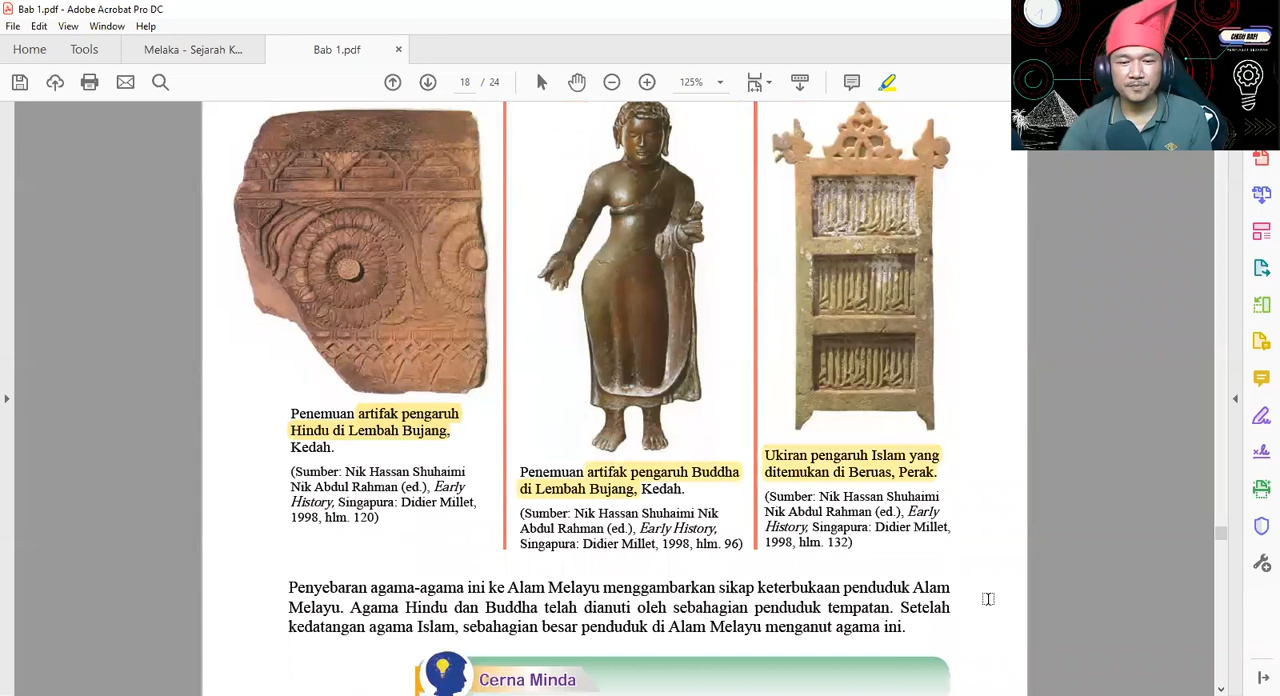 Bab 1.pdf - Adobe Acrobat Pro DC
File Edit View Window Help
Home Tools Melaka - Sejarah K... Bab 1.pdf ×
18 / 24 125%
Penemuan artifak pengaruh
Hindu di Lembah Bujang,
Kedah.
(Sumber: Nik Hassan Shuhaimi
Nik Abdul Rahman (ed.), Early
History, Singapura: Didier Millet,
1998, hlm. 120)
Penemuan artifak pengaruh Buddha
di Lembah Bujang, Kedah.
(Sumber: Nik Hassan Shuhaimi Nik
Abdul Rahman (ed.), Early History,
Singapura: Didier Millet, 1998, hlm. 96)
Ukiran pengaruh Islam yang
ditemukan di Beruas, Perak.
(Sumber: Nik Hassan Shuhaimi
Nik Abdul Rahman (ed.), Early
History, Singapura: Didier Millet,
1998, hlm. 132)
Penyebaran agama-agama ini ke Alam Melayu menggambarkan sikap keterbukaan penduduk Alam
Melayu. Agama Hindu dan Buddha telah dianuti oleh sebahagian penduduk tempatan. Setelah
kedatangan agama Islam, sebahagian besar penduduk di Alam Melayu menganut agama ini.
Cerna Minda